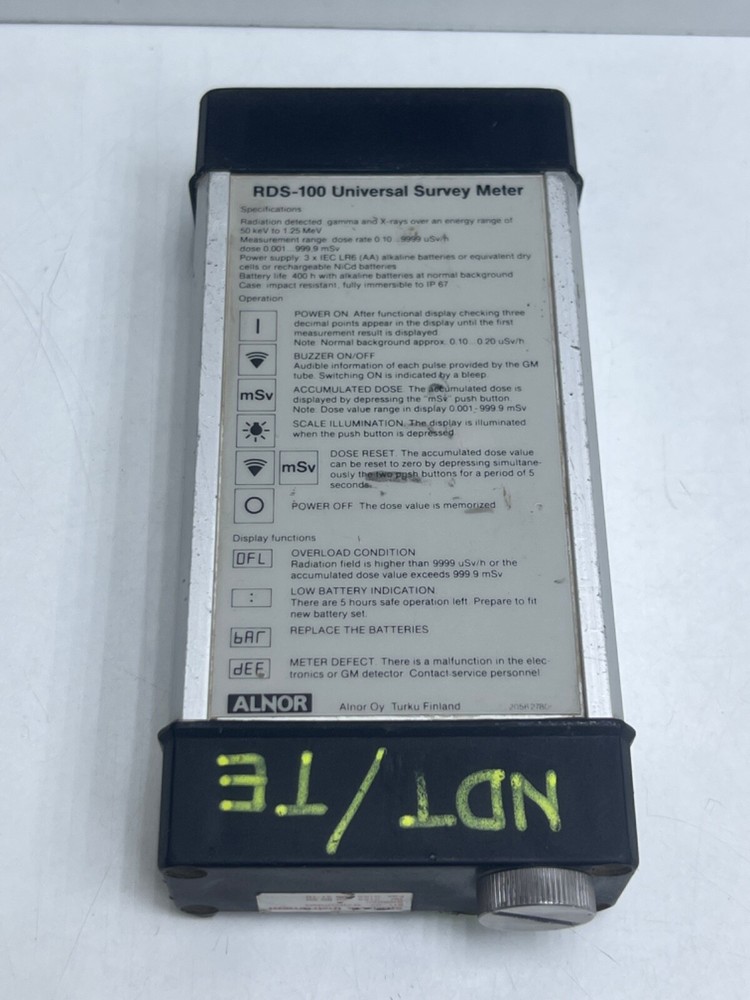 RDS-100 Universal Survey Meter
Specifications
Radiation detected gamma and X-rays over an energy range of
50 keV to 1.25 MeV
Measurement range dose rate 0.10...9999 uSv/h
dose 0.001...999.9 mSv
Power supply 3 x IEC LR6 (AA) alkaline batteries or equivalent dry
cells or rechargeable NiCd batteries
Battery life 400 h with alkaline batteries at normal background
Case impact resistant, fully immersible to IP 67
Operation
I
POWER ON. After functional display checking three
decimal points appear in the display until the first
measurement result is displayed.
Note: Normal background approx. 0.10...0.20 uSv/h
BUZZER ON/OFF
Audible information of each pulse provided by the GM
tube. Switching ON is indicated by a bleep.
mSv
ACCUMULATED DOSE. The accumulated dose is
displayed by depressing the "mSv" push button.
Note: Dose value range in display 0.001-999.9 mSv
SCALE ILLUMINATION. The display is illuminated
when the push button is depressed
mSv
DOSE RESET. The accumulated dose value
can be reset to zero by depressing simultane-
ously the two push buttons for a period of 5
seconds.
O
POWER OFF. The dose value is memorized
Display functions
OFL
OVERLOAD CONDITION
Radiation field is higher than 9999 uSv/h or the
accumulated dose value exceeds 999.9 mSv
:
LOW BATTERY INDICATION
There are 5 hours safe operation left. Prepare to fit
new battery set.
bAt
REPLACE THE BATTERIES
dEF
METER DEFECT. There is a malfunction in the elec-
tronics or GM detector. Contact service personnel
ALNOR
Alnor Oy Turku Finland
NDT/TE